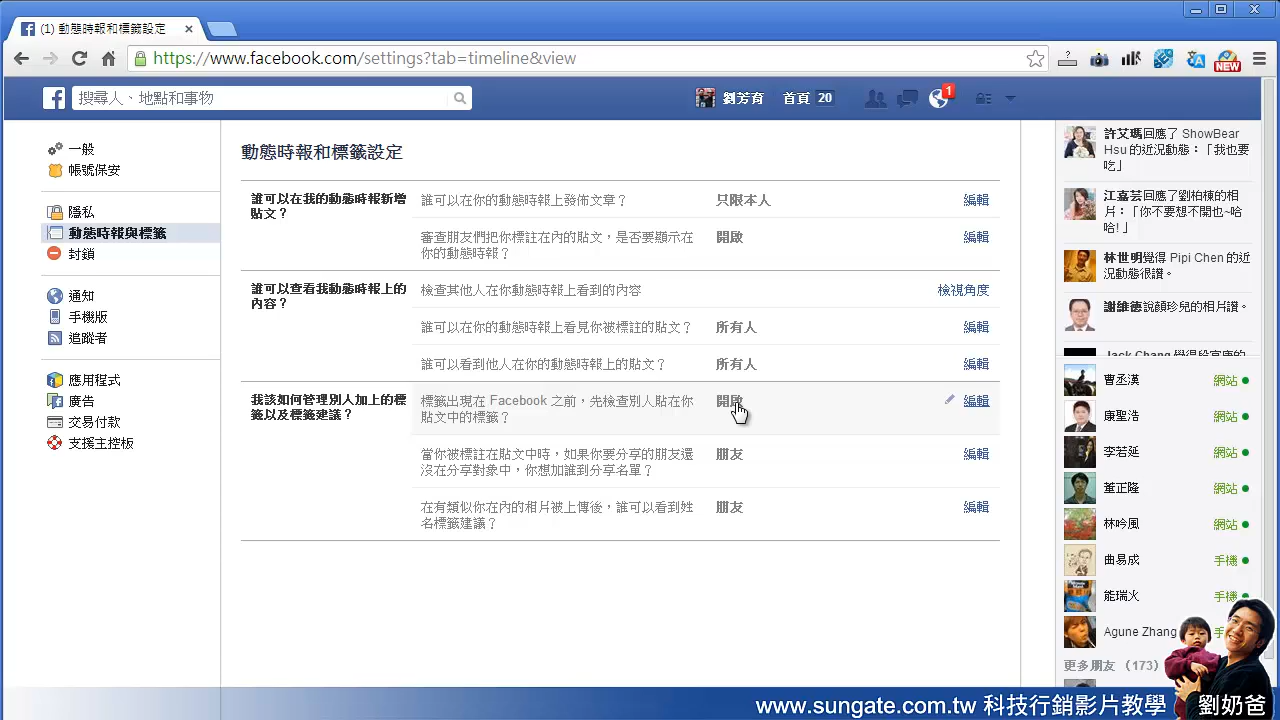 (1) 動態時報和標籤設定
https://www.facebook.com/settings?tab=timeline&view
NEW
搜尋人、地點和事物
劉芳育
首頁 20
1
一般
帳號保安
隱私
動態時報與標籤
封鎖
通知
手機版
追蹤者
應用程式
廣告
交易付款
支援主控板
動態時報和標籤設定
誰可以在我的動態時報新增
貼文？
誰可以在你的動態時報上發佈文章？
只限本人
編輯
審查朋友們把你標註在內的貼文，是否要顯示在
你的動態時報？
開啟
編輯
誰可以查看我動態時報上的
內容？
檢查其他人在你動態時報上看到的內容
檢視角度
誰可以在你的動態時報上看見你被標註的貼文？
所有人
編輯
誰可以看到他人在你的動態時報上的貼文？
所有人
編輯
我該如何管理別人加上的標
籤以及標籤建議？
標籤出現在 Facebook 之前，先檢查別人貼在你
貼文中的標籤？
開啟
編輯
當你被標註在貼文中時，如果你要分享的朋友還
沒在分享對象中，你想加誰到分享名單？
朋友
編輯
在有類似你在內的相片被上傳後，誰可以看到姓
名標籤建議？
朋友
編輯
許艾瑪回應了 ShowBear
Hsu 的近況動態：「我也要
吃」
江嘉芸回應了劉柏棟的相
片：「你不要想不開也~哈
哈!」
林世明覺得 Pipi Chen 的近
況動態很讚。
謝維德說顏珍兒的相片讚。
Jack Chang 覺得段富唐的
曹丞漢
網站
康聖浩
網站
李若延
網站
董正隆
網站
林吟風
網站
曲易成
手機
熊瑞火
手機
Agune Zhang
更多朋友 (173)
www.sungate.com.tw 科技行銷影片教學
劉奶爸